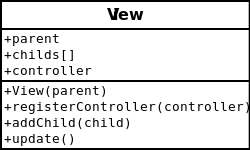 View
+parent
+childs[]
+controller
+View(parent)
+registerController(controller)
+addChild(child)
+update()